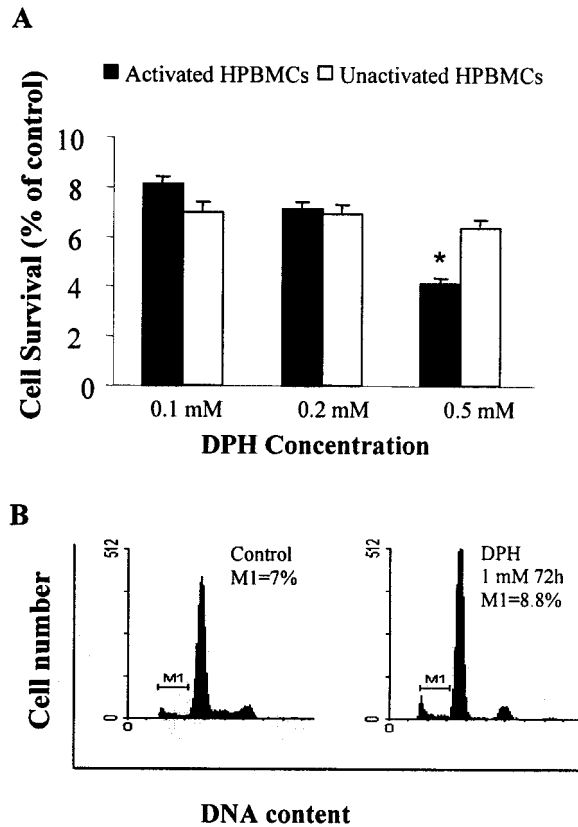 A
Activated HPBMCs Unactivated HPBMCs
Cell Survival (% of control)
10
8
6
4
2
0
*
0.1 mM 0.2 mM 0.5 mM
DPH Concentration
B
Cell number
512
0
0
M1
Control
M1=7%
512
0
0
M1
DPH
1 mM 72h
M1=8.8%
DNA content